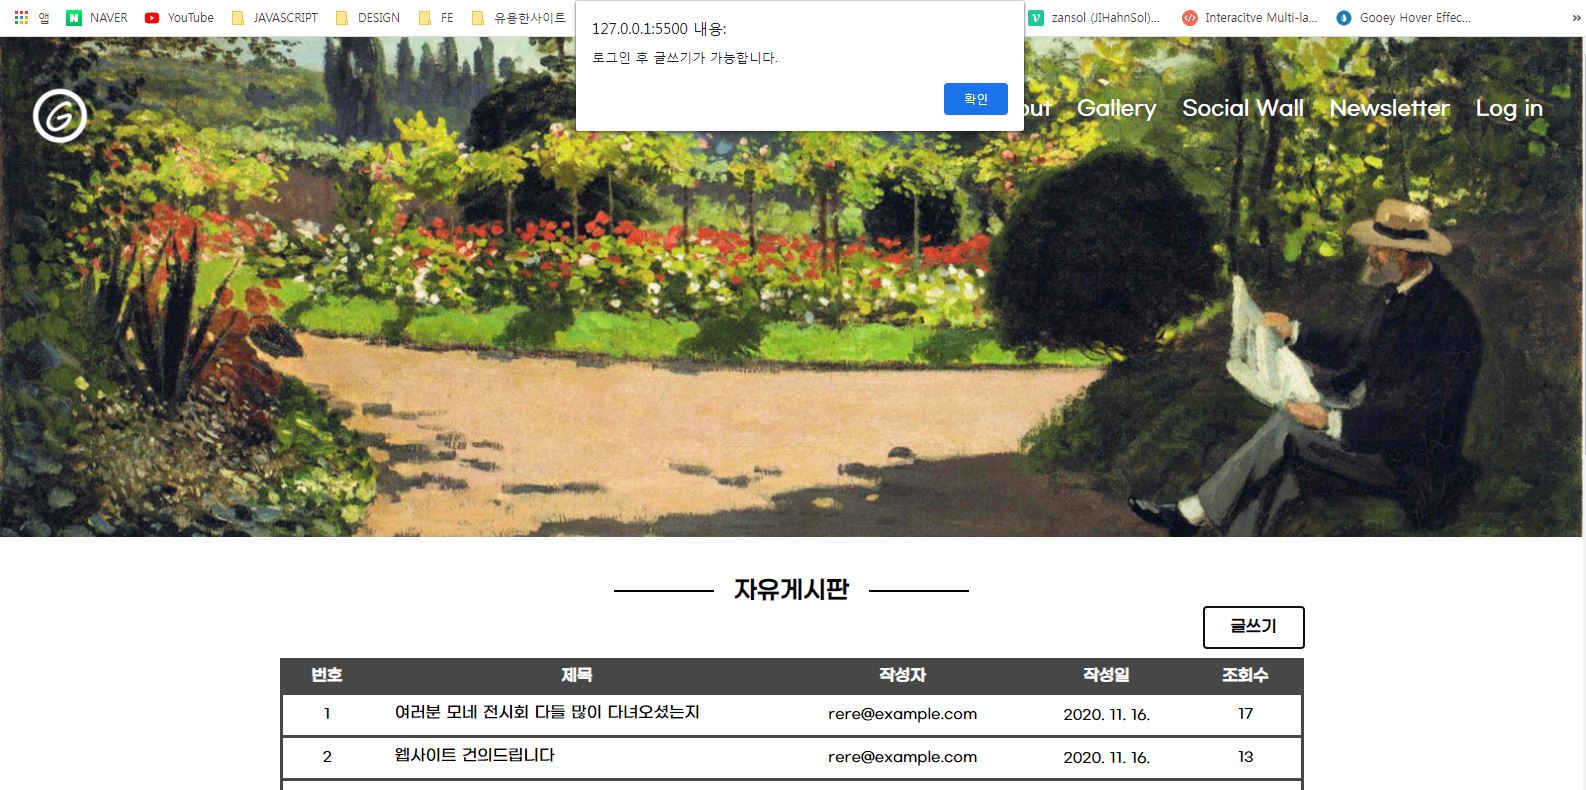 앱 NAVER YouTube JAVASCRIPT DESIGN FE 유용한사이트 zansol (JIHahnSol)... Interacitve Multi-la... Gooey Hover Effec... »
127.0.0.1:5500 내용:
로그인 후 글쓰기가 가능합니다.
확인
out Gallery Social Wall Newsletter Log in
자유게시판
글쓰기
번호 제목 작성자 작성일 조회수
1 여러분 모네 전시회 다들 많이 다녀오셨는지 rere@example.com 2020. 11. 16. 17
2 웹사이트 건의드립니다 rere@example.com 2020. 11. 16. 13